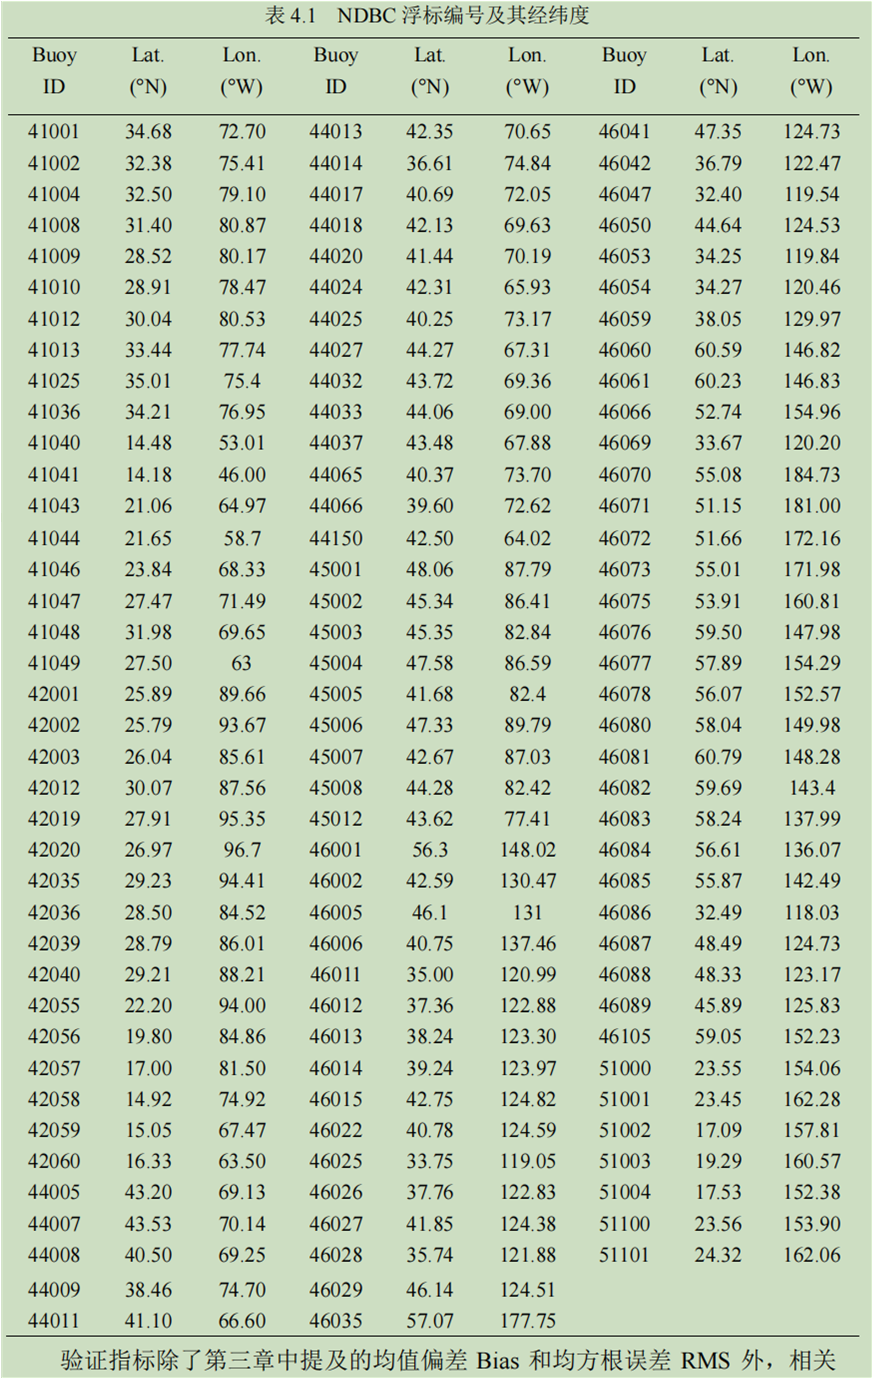 表 4.1 NDBC 浮标编号及其经纬度
Buoy Lat. Lon. Buoy Lat. Lon. Buoy Lat. Lon.
ID (°N) (°W) ID (°N) (°W) ID (°N) (°W)
41001 34.68 72.70 44013 42.35 70.65 46041 47.35 124.73
41002 32.38 75.41 44014 36.61 74.84 46042 36.79 122.47
41004 32.50 79.10 44017 40.69 72.05 46047 32.40 119.54
41008 31.40 80.87 44018 42.13 69.63 46050 44.64 124.53
41009 28.52 80.17 44020 41.44 70.19 46053 34.25 119.84
41010 28.91 78.47 44024 42.31 65.93 46054 34.27 120.46
41012 30.04 80.53 44025 40.25 73.17 46059 38.05 129.97
41013 33.44 77.74 44027 44.27 67.31 46060 60.59 146.82
41025 35.01 75.4 44032 43.72 69.36 46061 60.23 146.83
41036 34.21 76.95 44033 44.06 69.00 46066 52.74 154.96
41040 14.48 53.01 44037 43.48 67.88 46069 33.67 120.20
41041 14.18 46.00 44065 40.37 73.70 46070 55.08 184.73
41043 21.06 64.97 44066 39.60 72.62 46071 51.15 181.00
41044 21.65 58.7 44150 42.50 64.02 46072 51.66 172.16
41046 23.84 68.33 45001 48.06 87.79 46073 55.01 171.98
41047 27.47 71.49 45002 45.34 86.41 46075 53.91 160.81
41048 31.98 69.65 45003 45.35 82.84 46076 59.50 147.98
41049 27.50 63 45004 47.58 86.59 46077 57.89 154.29
42001 25.89 89.66 45005 41.68 82.4 46078 56.07 152.57
42002 25.79 93.67 45006 47.33 89.79 46080 58.04 149.98
42003 26.04 85.61 45007 42.67 87.03 46081 60.79 148.28
42012 30.07 87.56 45008 44.28 82.42 46082 59.69 143.4
42019 27.91 95.35 45012 43.62 77.41 46083 58.24 137.99
42020 26.97 96.7 46001 56.3 148.02 46084 56.61 136.07
42035 29.23 94.41 46002 42.59 130.47 46085 55.87 142.49
42036 28.50 84.52 46005 46.1 131 46086 32.49 118.03
42039 28.79 86.01 46006 40.75 137.46 46087 48.49 124.73
42040 29.21 88.21 46011 35.00 120.99 46088 48.33 123.17
42055 22.20 94.00 46012 37.36 122.88 46089 45.89 125.83
42056 19.80 84.86 46013 38.24 123.30 46105 59.05 152.23
42057 17.00 81.50 46014 39.24 123.97 51000 23.55 154.06
42058 14.92 74.92 46015 42.75 124.82 51001 23.45 162.28
42059 15.05 67.47 46022 40.78 124.59 51002 17.09 157.81
42060 16.33 63.50 46025 33.75 119.05 51003 19.29 160.57
44005 43.20 69.13 46026 37.76 122.83 51004 17.53 152.38
44007 43.53 70.14 46027 41.85 124.38 51100 23.56 153.90
44008 40.50 69.25 46028 35.74 121.88 51101 24.32 162.06
44009 38.46 74.70 46029 46.14 124.51
44011 41.10 66.60 46035 57.07 177.75
验证指标除了第三章中提及的均值偏差 Bias 和均方根误差 RMS 外，相关